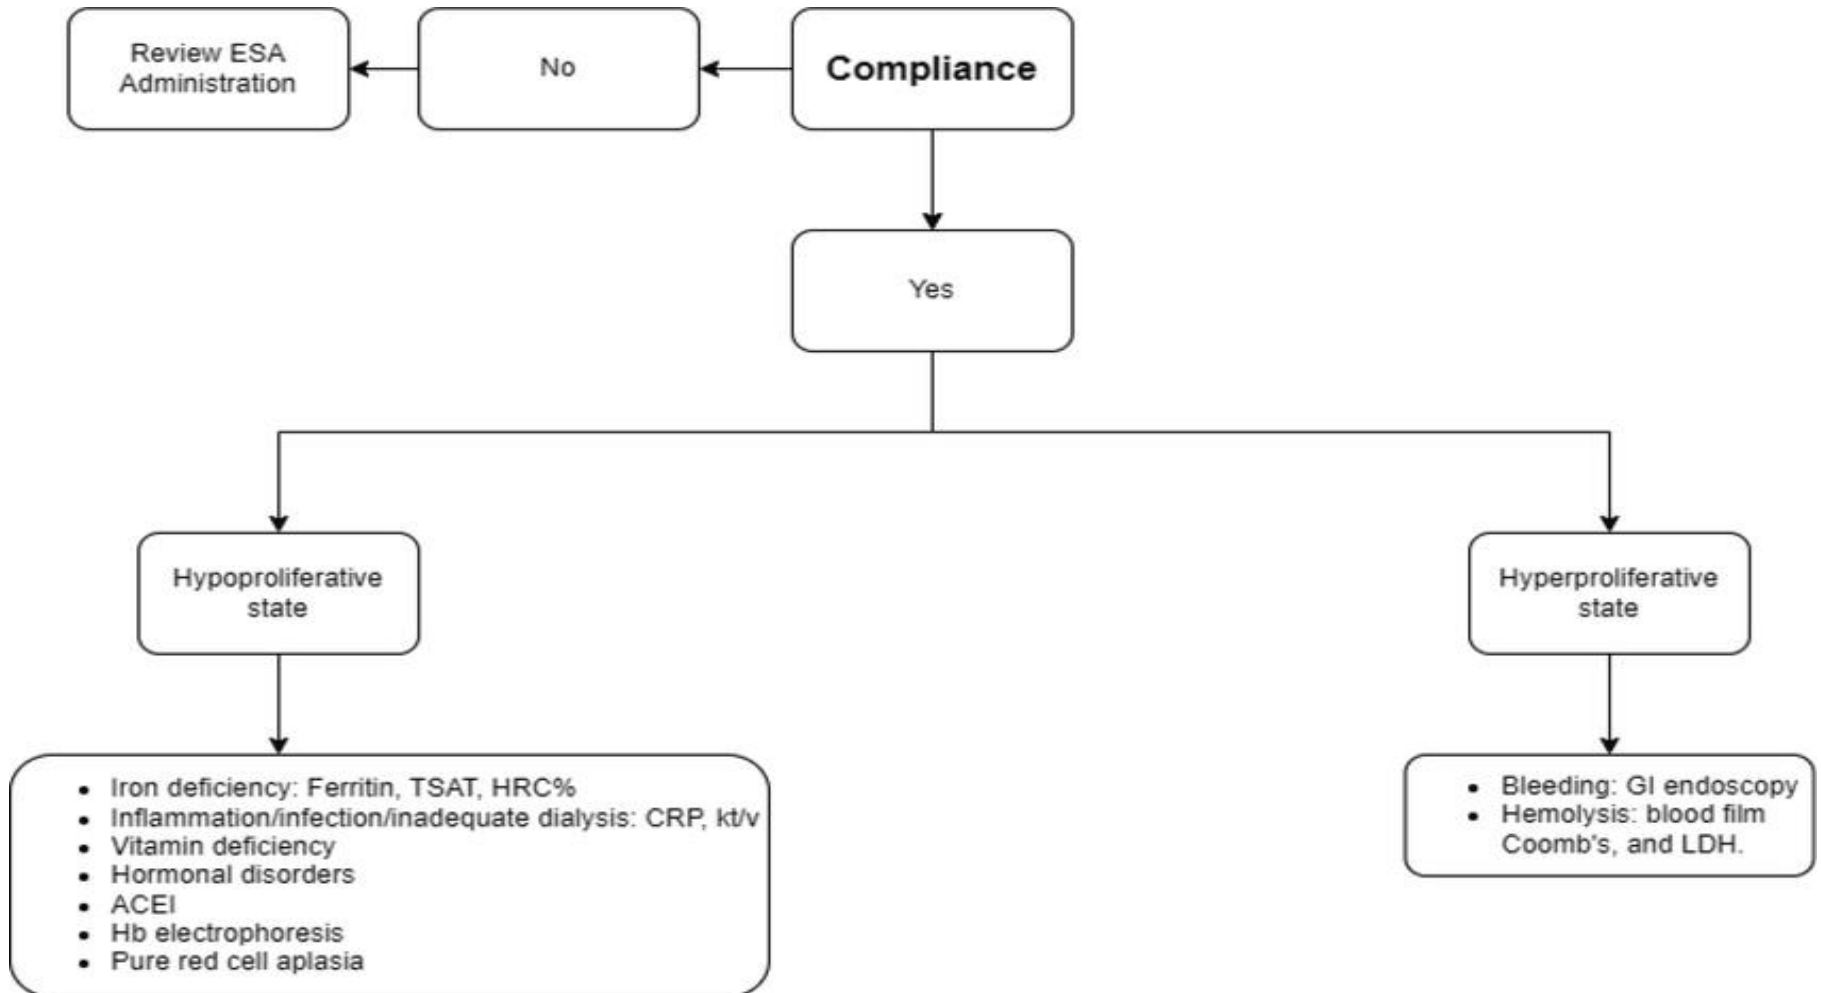 Review ESA
Administration
No
Compliance
Yes
Hypoproliferative
state
Hyperproliferative
state
• Iron deficiency: Ferritin, TSAT, HRC%
• Inflammation/infection/inadequate dialysis: CRP, kt/v
• Vitamin deficiency
• Hormonal disorders
• ACEI
• Hb electrophoresis
• Pure red cell aplasia
• Bleeding: GI endoscopy
• Hemolysis: blood film
Coomb's, and LDH.